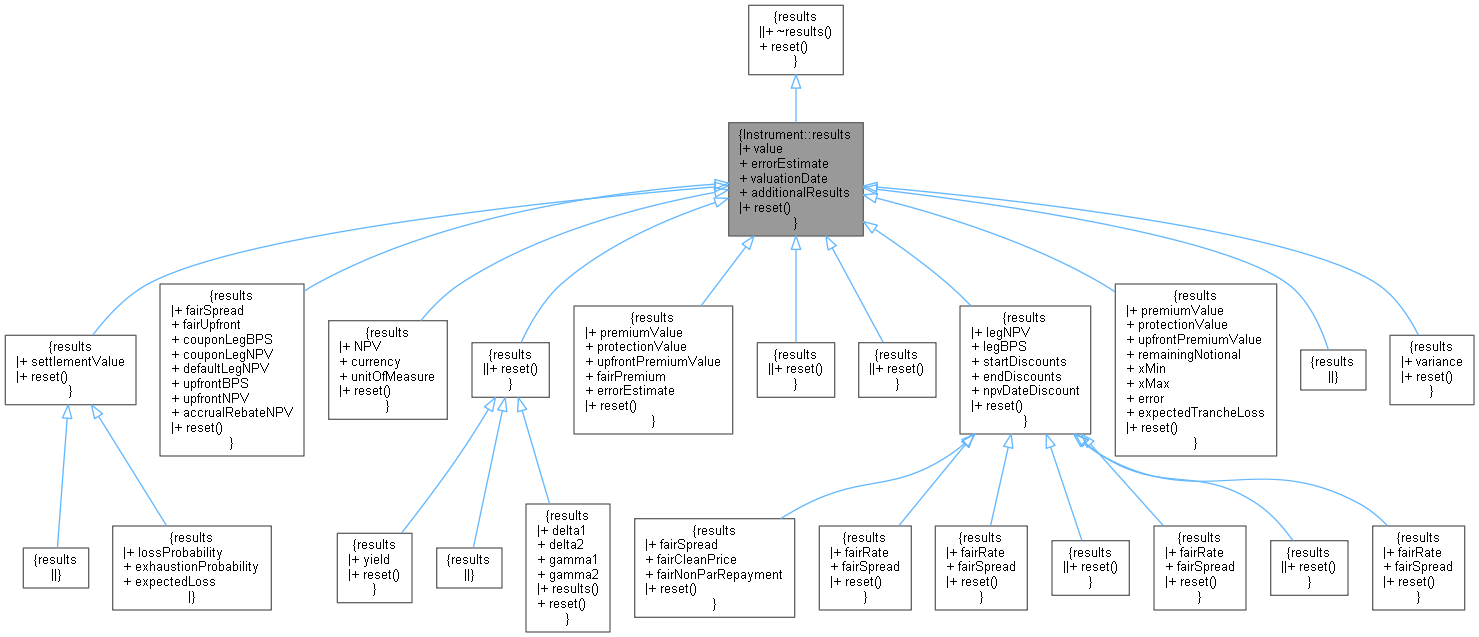 {results
||+ ~results()
+ reset()
}
{Instrument::results
|+ value
+ errorEstimate
+ valuationDate
+ additionalResults
|+ reset()
}
{results
|+ settlementValue
|+ reset()
}
{results
|+ fairSpread
+ fairUpfront
+ couponLegBPS
+ couponLegNPV
+ defaultLegNPV
+ upfrontBPS
+ upfrontNPV
+ accrualRebateNPV
|+ reset()
}
{results
|+ NPV
+ currency
+ unitOfMeasure
|+ reset()
}
{results
||+ reset()
}
{results
|+ premiumValue
+ protectionValue
+ upfrontPremiumValue
+ fairPremium
+ errorEstimate
|+ reset()
}
{results
||+ reset()
}
{results
||+ reset()
}
{results
|+ legNPV
+ legBPS
+ startDiscounts
+ endDiscounts
+ npvDateDiscount
|+ reset()
}
{results
|+ premiumValue
+ protectionValue
+ upfrontPremiumValue
+ remainingNotional
+ xMin
+ xMax
+ error
+ expectedTrancheLoss
|+ reset()
}
{results
||}
{results
|+ variance
|+ reset()
}
{results
||}
{results
|+ lossProbability
+ exhaustionProbability
+ expectedLoss
|}
{results
|+ yield
|+ reset()
}
{results
||}
{results
|+ delta1
+ delta2
+ gamma1
+ gamma2
|+ results()
+ reset()
}
{results
|+ fairSpread
+ fairCleanPrice
+ fairNonParRepayment
|+ reset()
}
{results
|+ fairRate
+ fairSpread
|+ reset()
}
{results
|+ fairRate
+ fairSpread
|+ reset()
}
{results
||+ reset()
}
{results
|+ fairRate
+ fairSpread
|+ reset()
}
{results
||+ reset()
}
{results
|+ fairRate
+ fairSpread
|+ reset()
}